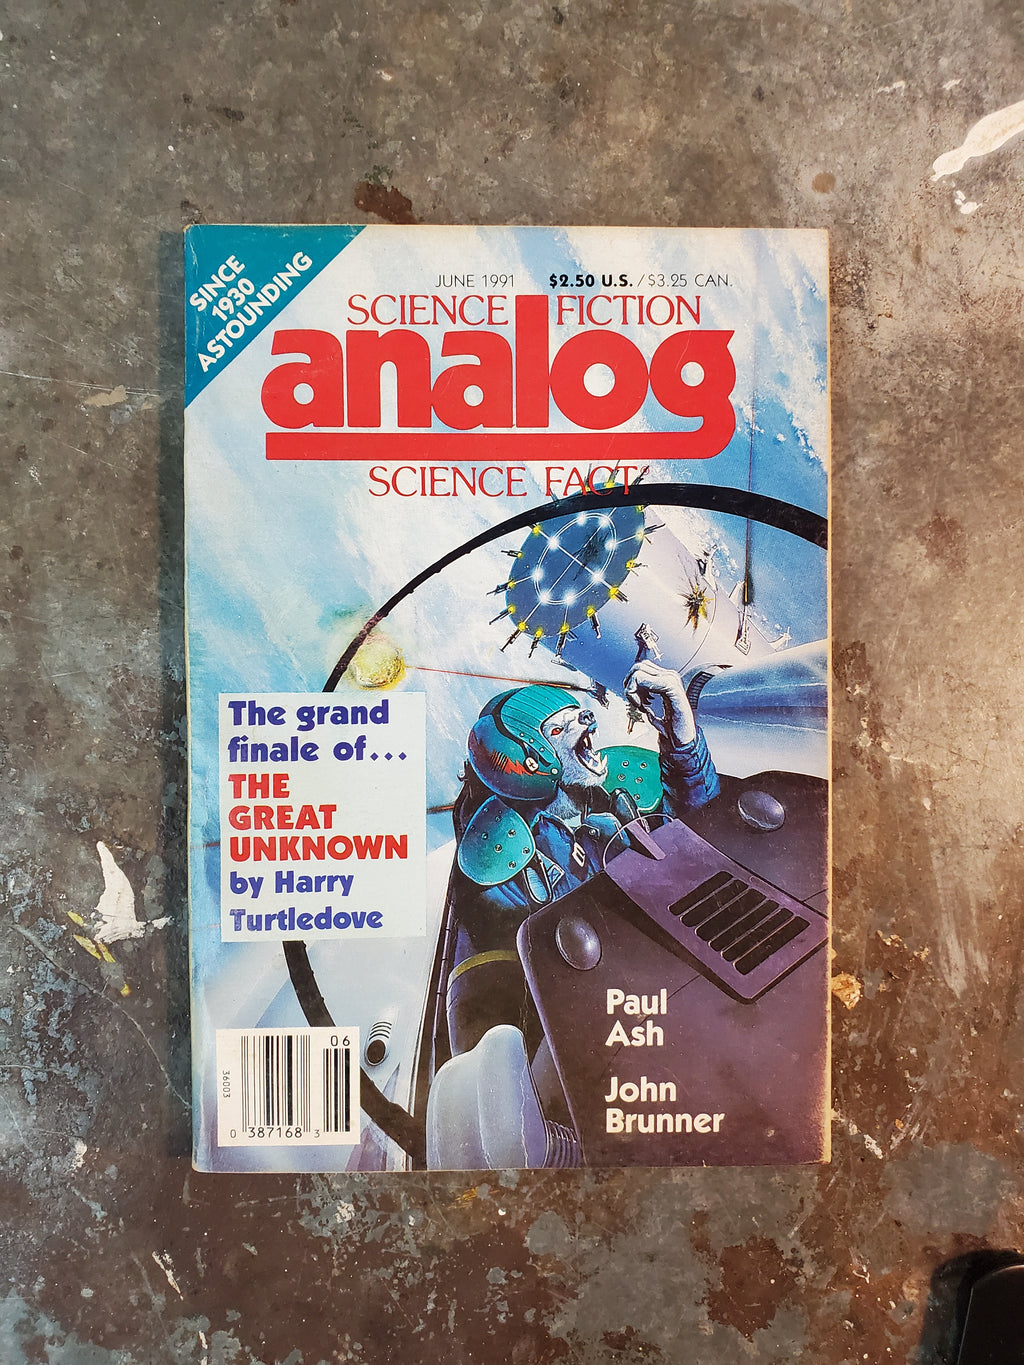 SINCE
1930
ASTOUNDING
JUNE 1991 $2.50 U.S. / $3.25 CAN.
SCIENCE FICTION
analog
SCIENCE FACT®
The grand
finale of...
THE
GREAT
UNKNOWN
by Harry
Turtledove
Paul
Ash
John
Brunner
06
36003
0 387168 3